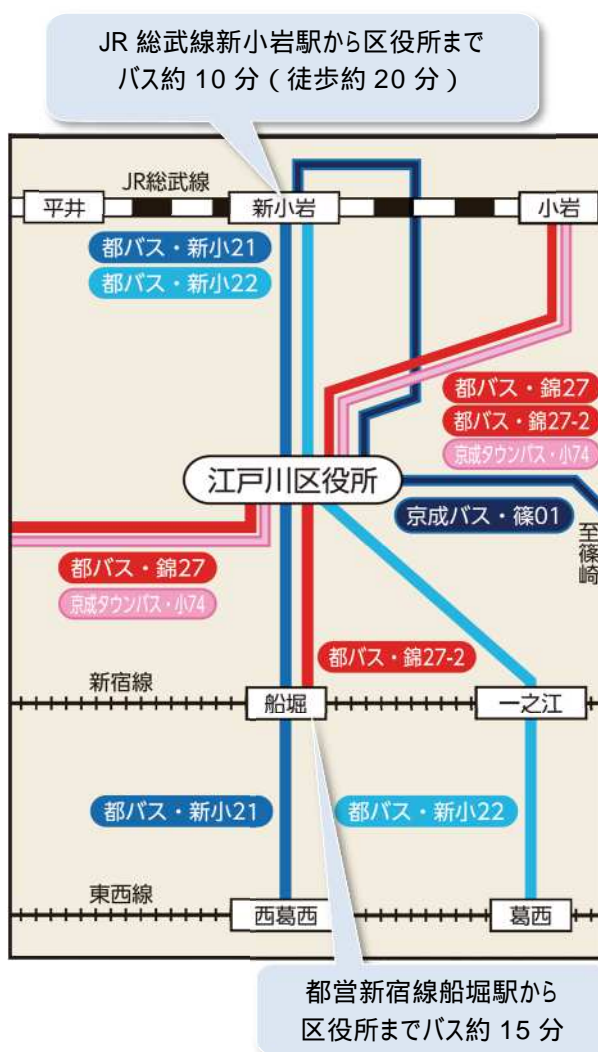 JR 総武線新小岩駅から区役所まで
バス約 10 分（徒歩約 20 分）
JR総武線
平井
新小岩
小岩
都バス・新小21
都バス・新小22
都バス・錦27
都バス・錦27-2
京成タウンバス・小74
江戸川区役所
京成バス・篠01
至篠崎
都バス・錦27
京成タウンバス・小74
都バス・錦27-2
新宿線
船堀
一之江
都バス・新小21
都バス・新小22
東西線
西葛西
葛西
都営新宿線船堀駅から
区役所までバス約 15 分